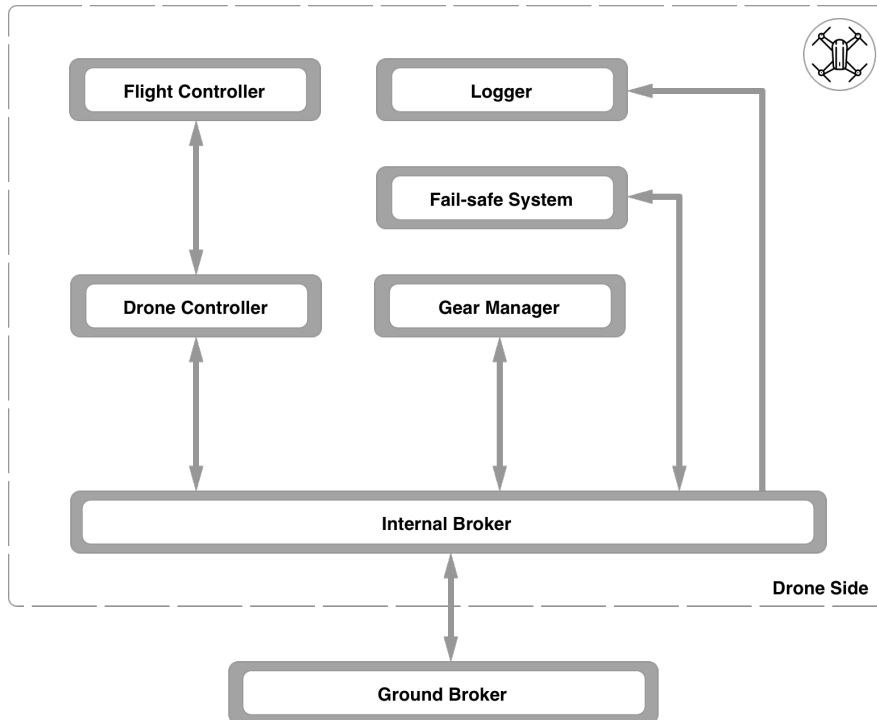 Flight Controller
Logger
Fail-safe System
Drone Controller
Gear Manager
Internal Broker
Drone Side
Ground Broker